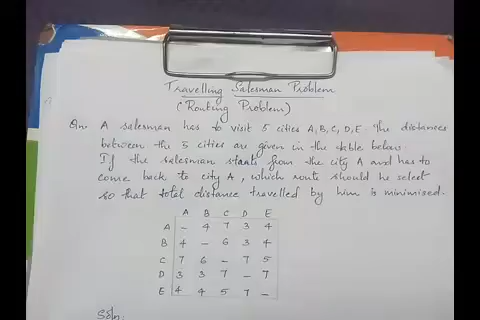 Travelling Salesman Problem
(Routing Problem)
Qn. A salesman has to visit 5 cities A, B, C, D, E. The distances
between the 5 cities are given in the table below.
If the salesman starts from the city A and has to
come back to city A, which route should he select
so that total distance travelled by him is minimised.
A B C D E
A - 4 7 3 4
B 4 - 6 3 4
C 7 6 - 7 5
D 3 3 7 - 7
E 4 4 5 7 -
Soln: